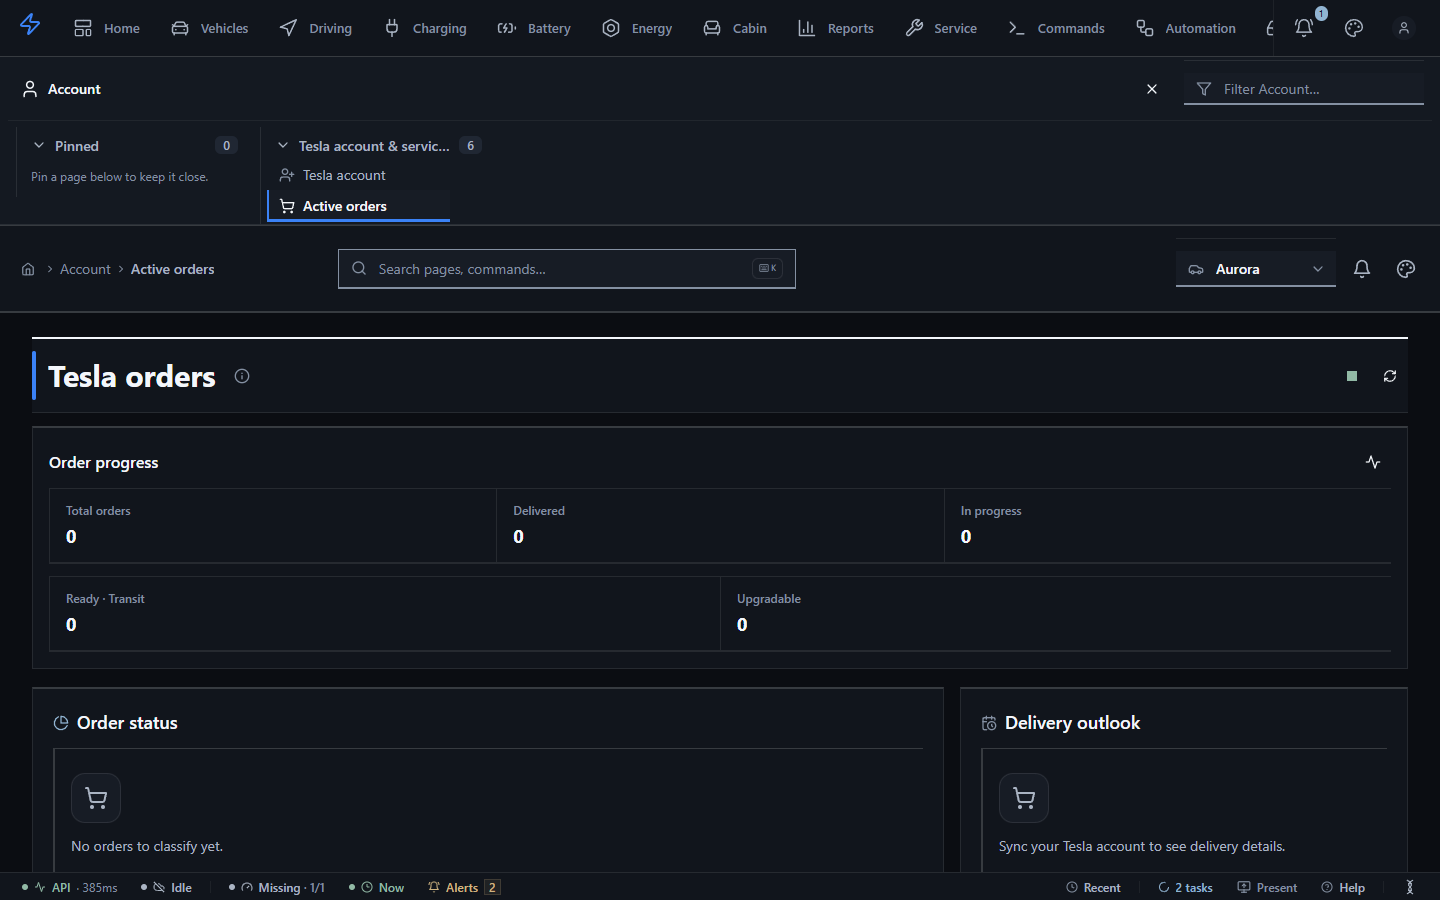 Home
Vehicles
Driving
Charging
Battery
Energy
Cabin
Reports
Service
Commands
Automation
1
Account
Filter Account...
Pinned
0
Pin a page below to keep it close.
Tesla account & servic...
6
Tesla account
Active orders
Account
Active orders
Search pages, commands...
K
Aurora
Tesla orders
Order progress
Total orders
0
Delivered
0
In progress
0
Ready · Transit
0
Upgradable
0
Order status
No orders to classify yet.
Delivery outlook
Sync your Tesla account to see delivery details.
API · 385ms
Idle
Missing · 1/1
Now
Alerts 2
Recent
2 tasks
Present
Help